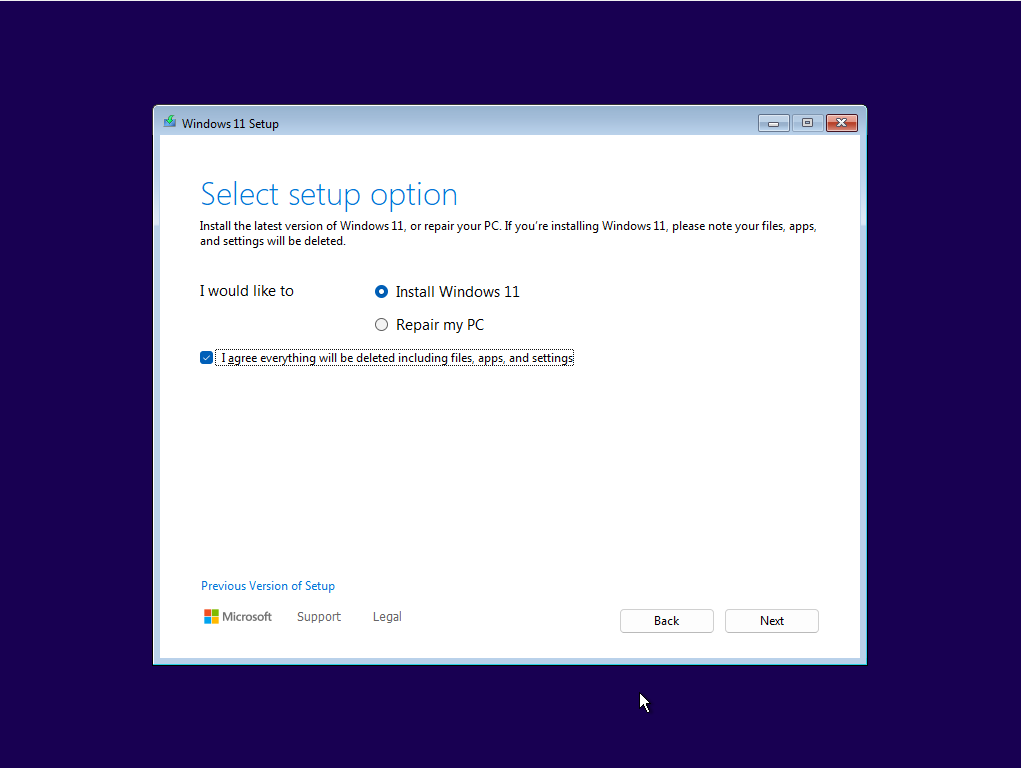 Windows 11 Setup
Select setup option
Install the latest version of Windows 11, or repair your PC. If you're installing Windows 11, please note your files, apps,
and settings will be deleted.
I would like to
Install Windows 11
Repair my PC
I agree everything will be deleted including files, apps, and settings
Previous Version of Setup
Microsoft
Support
Legal
Back
Next